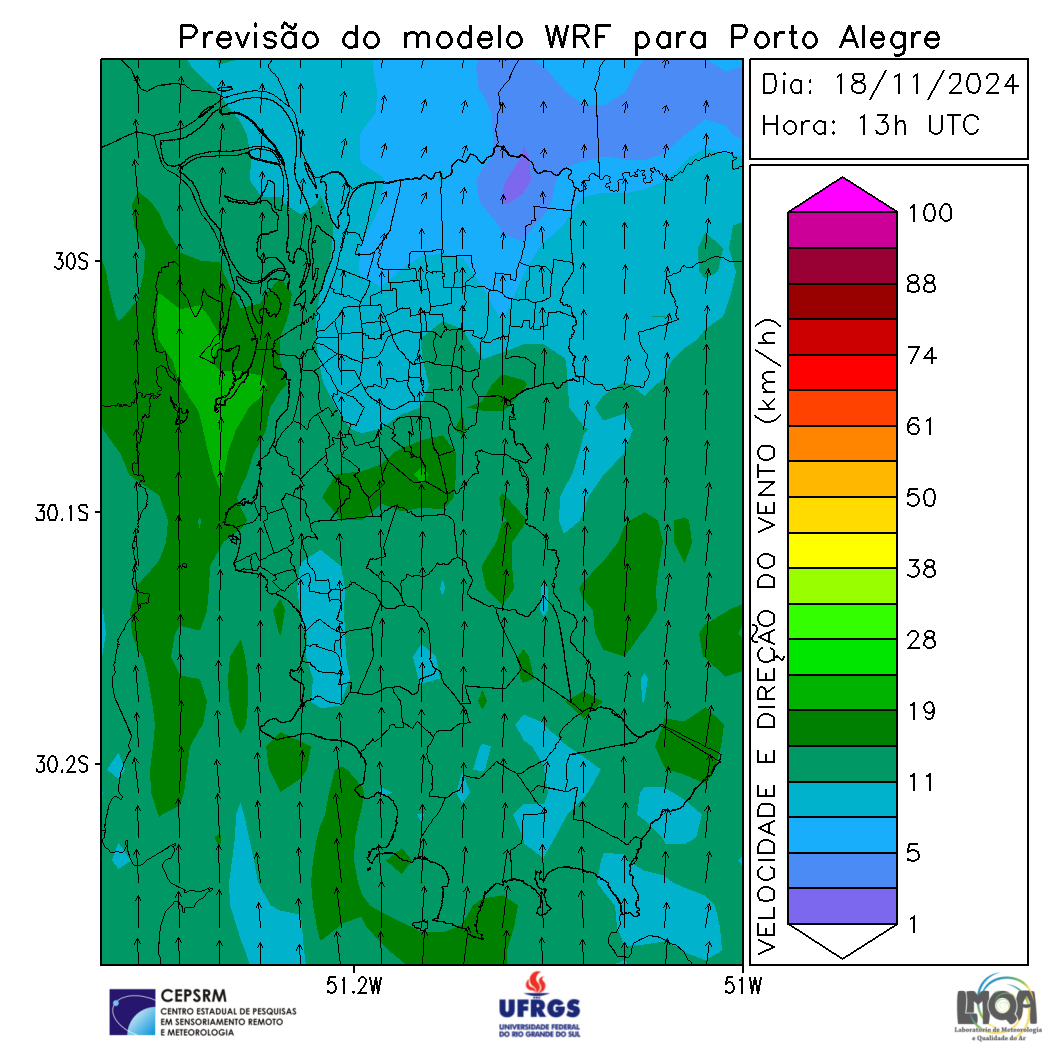 Previsão do modelo WRF para Porto Alegre
Dia: 18/11/2024
Hora: 13h UTC
30S
30.1S
30.2S
51.2W
51W
VELOCIDADE E DIREÇÃO DO VENTO (km/h)
100
88
74
61
50
38
28
19
11
5
1
CEPSRM
CENTRO ESTADUAL DE PESQUISAS
EM SENSORIAMENTO REMOTO
E METEOROLOGIA
UFRGS
UNIVERSIDADE FEDERAL
DO RIO GRANDE DO SUL
LMQA
Laboratório de Meteorologia
e Qualidade do Ar